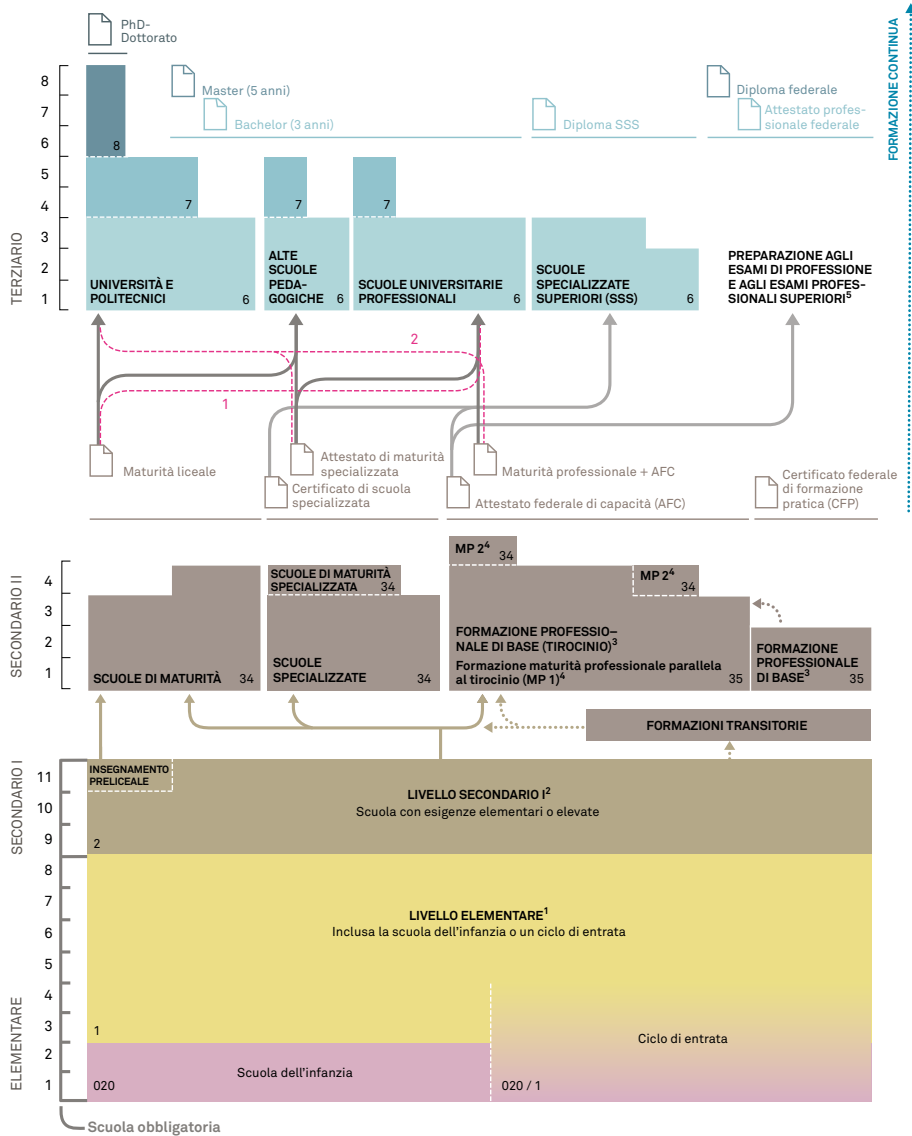 PhD-
Dottorato
Master (5 anni)
Bachelor (3 anni)
Diploma SSS
Diploma federale
Attestato profes-
sionale federale
FORMAZIONE CONTINUA
TERZIARIO
8
7
6
5
4
3
2
1
8
7
7
7
UNIVERSITÀ E
POLITECNICI
6
ALTE
SCUOLE
PEDA-
GOGICHE
6
SCUOLE UNIVERSITARIE
PROFESSIONALI
6
SCUOLE
SPECIALIZZATE
SUPERIORI (SSS)
6
PREPARAZIONE AGLI
ESAMI DI PROFESSIONE
E AGLI ESAMI PROFES-
SIONALI SUPERIORI⁵
2
1
Maturità liceale
Attestato di maturità
specializzata
Certificato di scuola
specializzata
Maturità professionale + AFC
Attestato federale di capacità (AFC)
Certificato federale
di formazione
pratica (CFP)
SECONDARIO II
4
3
2
1
SCUOLE DI MATURITÀ
34
SCUOLE DI MATURITÀ
SPECIALIZZATA
34
SCUOLE
SPECIALIZZATE
34
MP 2⁴
34
MP 2⁴
34
FORMAZIONE PROFESSIO–
NALE DI BASE (TIROCINIO)³
Formazione maturità professionale parallela
al tirocinio (MP 1)⁴
35
FORMAZIONE
PROFESSIONALE
DI BASE³
35
FORMAZIONI TRANSITORIE
SECONDARIO I
11
10
9
INSEGNAMENTO
PRELICEALE
LIVELLO SECONDARIO I²
Scuola con esigenze elementari o elevate
2
ELEMENTARE
8
7
6
5
4
3
2
1
LIVELLO ELEMENTARE¹
Inclusa la scuola dell'infanzia o un ciclo di entrata
1
Ciclo di entrata
Scuola dell'infanzia
020
020 / 1
Scuola obbligatoria